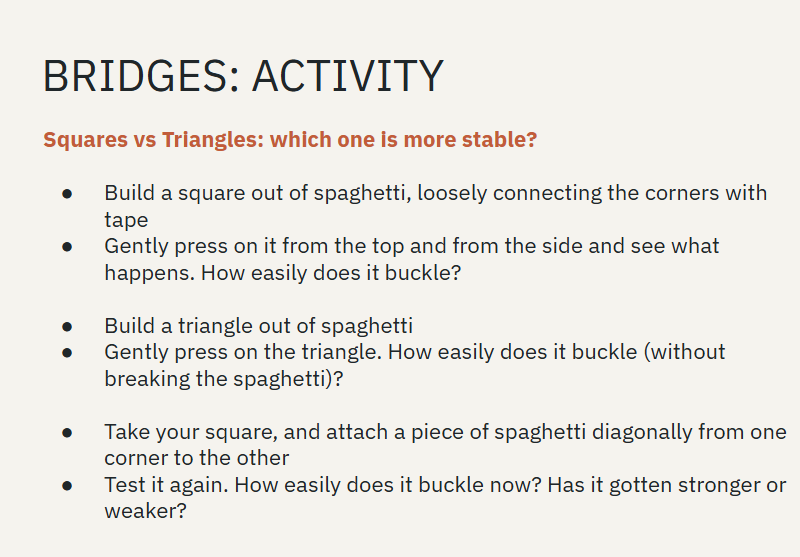 BRIDGES: ACTIVITY
Squares vs Triangles: which one is more stable?
● Build a square out of spaghetti, loosely connecting the corners with
tape
● Gently press on it from the top and from the side and see what
happens. How easily does it buckle?
● Build a triangle out of spaghetti
● Gently press on the triangle. How easily does it buckle (without
breaking the spaghetti)?
● Take your square, and attach a piece of spaghetti diagonally from one
corner to the other
● Test it again. How easily does it buckle now? Has it gotten stronger or
weaker?